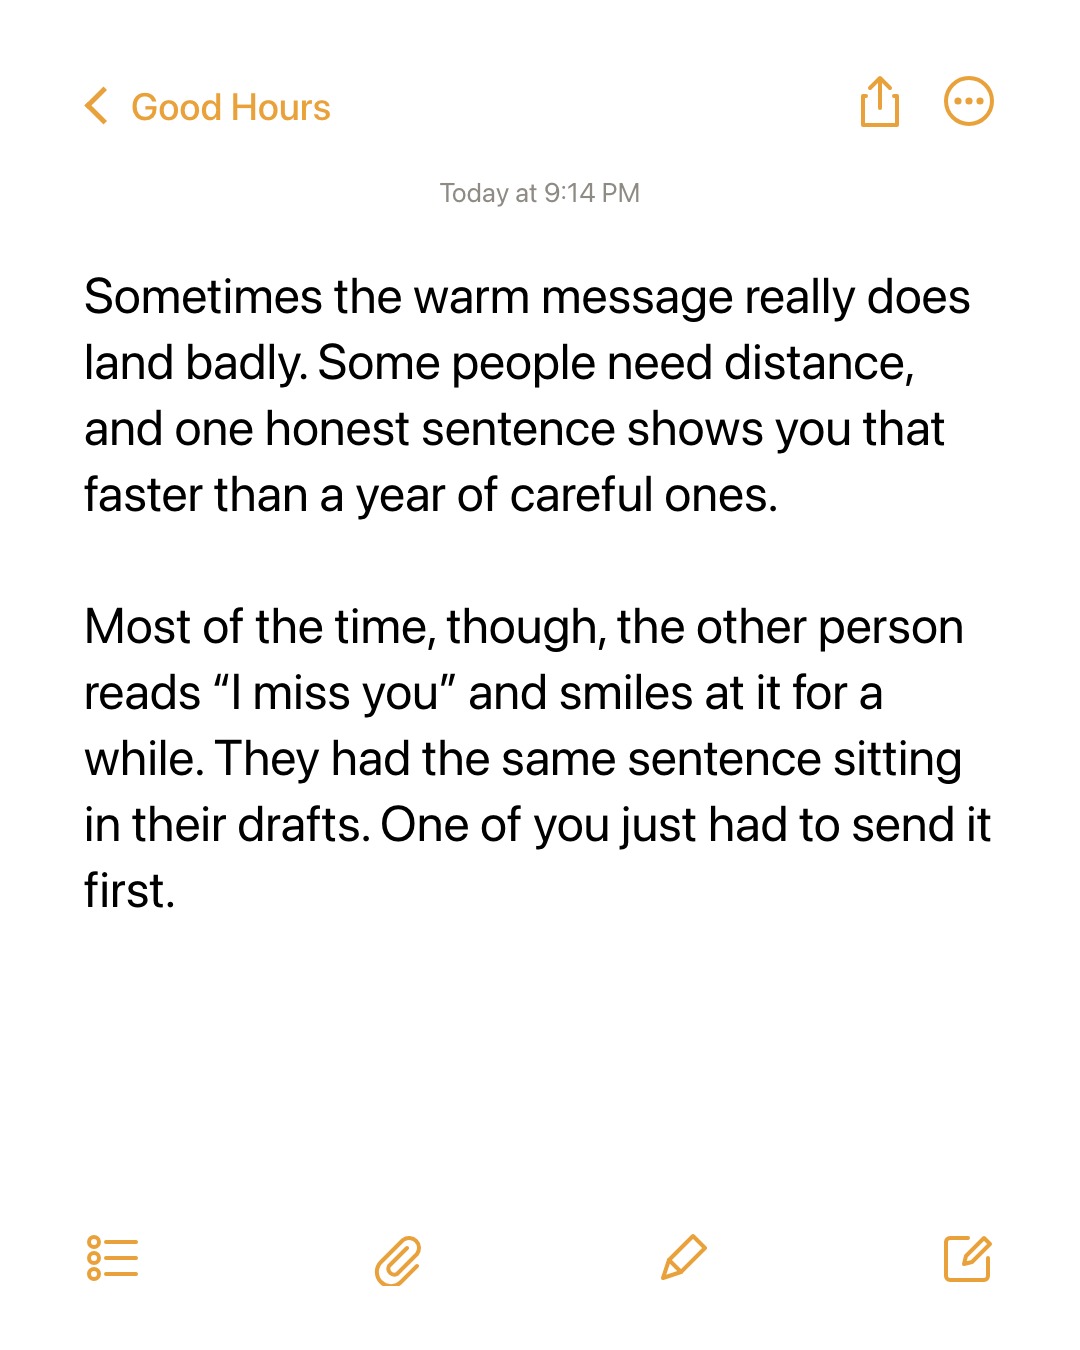 Good Hours
Today at 9:14 PM
Sometimes the warm message really does
land badly. Some people need distance,
and one honest sentence shows you that
faster than a year of careful ones.
Most of the time, though, the other person
reads “I miss you” and smiles at it for a
while. They had the same sentence sitting
in their drafts. One of you just had to send it
first.